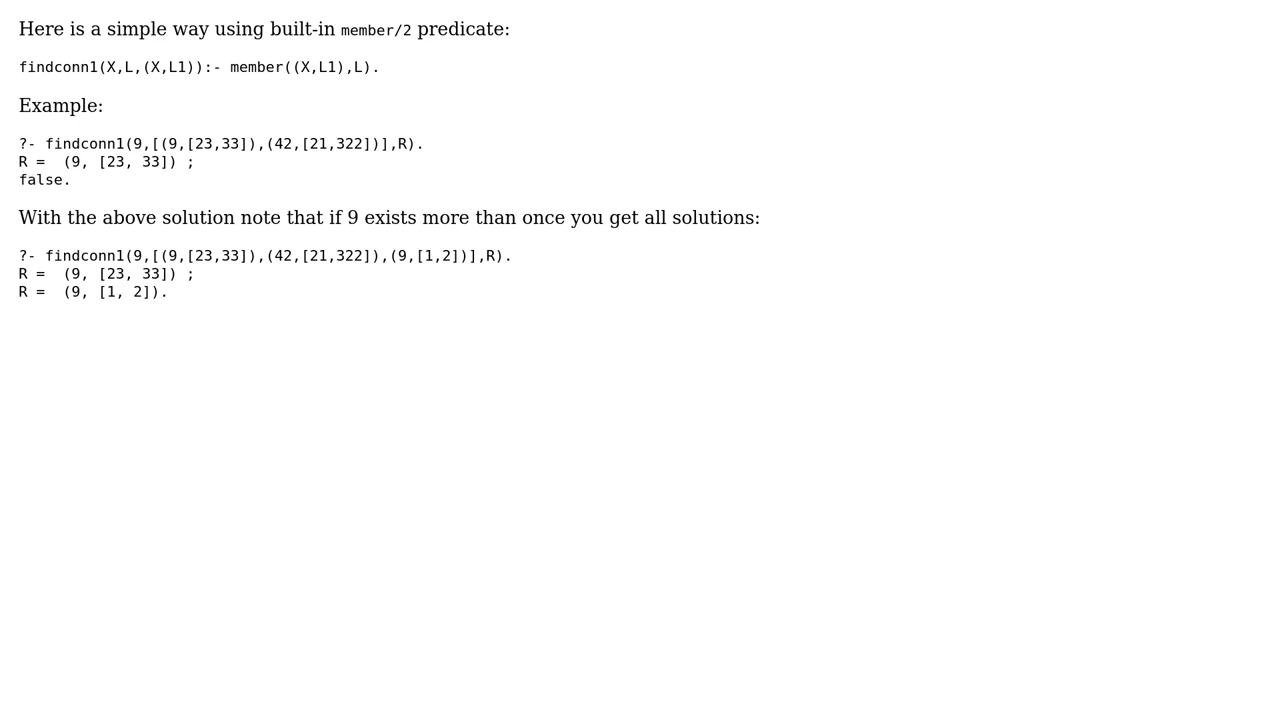 Here is a simple way using built-in member/2 predicate:
findconn1(X,L,(X,L1)):- member((X,L1),L).
Example:
?- findconn1(9,[(9,[23,33]),(42,[21,322])],R).
R =  (9, [23, 33]) ;
false.
With the above solution note that if 9 exists more than once you get all solutions:
?- findconn1(9,[(9,[23,33]),(42,[21,322]),(9,[1,2])],R).
R =  (9, [23, 33]) ;
R =  (9, [1, 2]).